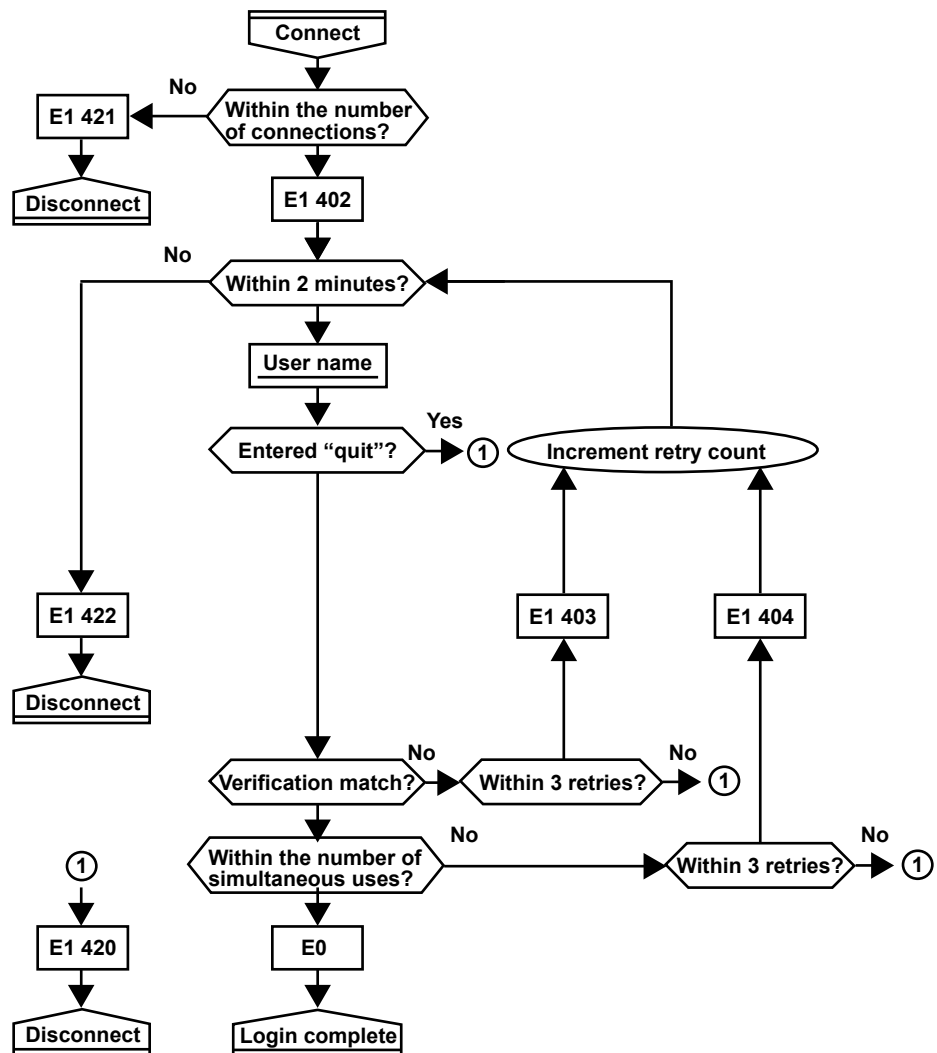 Connect
No
Within the number
of connections?
E1 421
Disconnect
E1 402
No
Within 2 minutes?
User name
Entered “quit”?
Yes
1
Increment retry count
E1 422
Disconnect
E1 403
E1 404
Verification match?
No
Within 3 retries?
No
1
Within the number of
simultaneous uses?
No
Within 3 retries?
No
1
1
E1 420
E0
Disconnect
Login complete